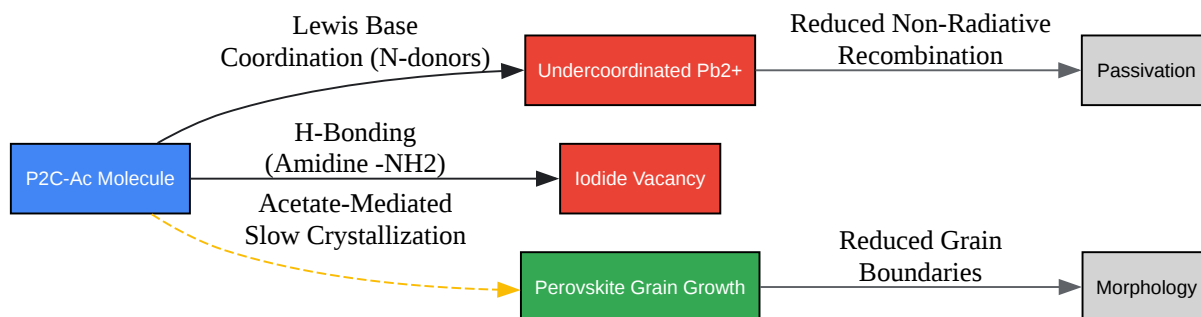 Lewis Base
Coordination (N-donors)
Undercoordinated Pb2+
Reduced Non-Radiative
Recombination
Passivation
P2C-Ac Molecule
H-Bonding
(Amidine -NH2)
Iodide Vacancy
Acetate-Mediated
Slow Crystallization
Perovskite Grain Growth
Reduced Grain
Boundaries
Morphology